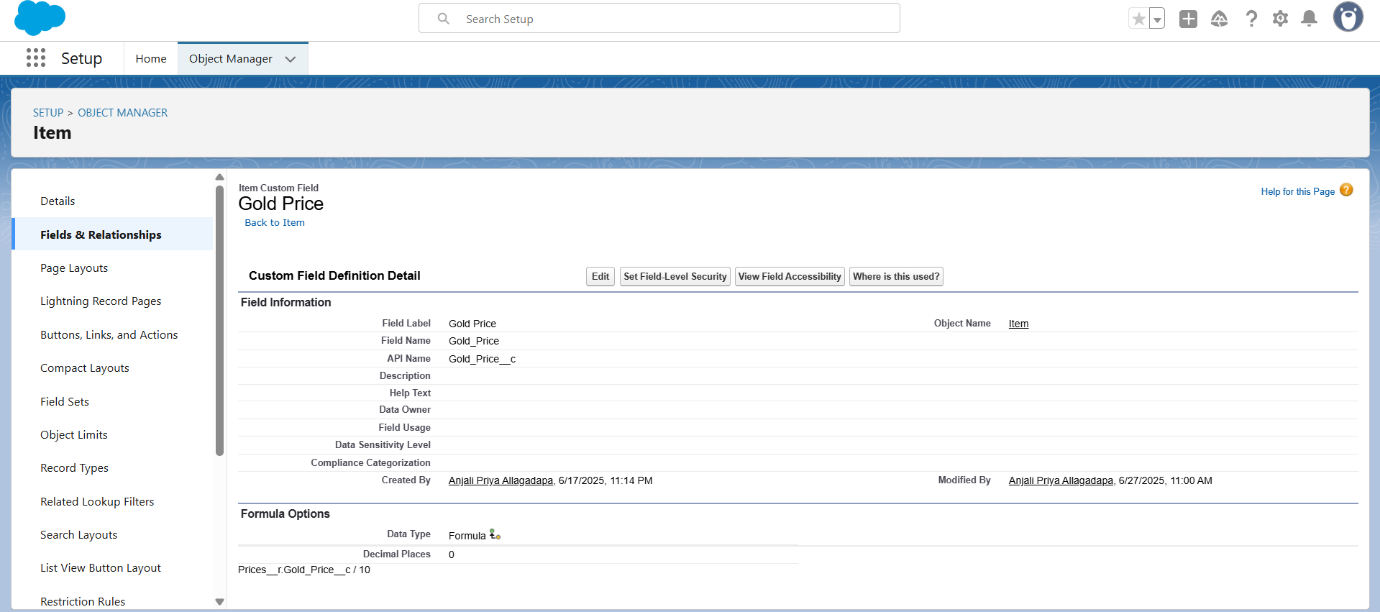 Search Setup
Setup
Home
Object Manager
SETUP > OBJECT MANAGER
Item
Details
Fields & Relationships
Page Layouts
Lightning Record Pages
Buttons, Links, and Actions
Compact Layouts
Field Sets
Object Limits
Record Types
Related Lookup Filters
Search Layouts
List View Button Layout
Restriction Rules
Item Custom Field
Gold Price
Back to Item
Help for this Page ?
Custom Field Definition Detail Edit Set Field-Level Security View Field Accessibility Where is this used?
Field Information
Field Label Gold Price Object Name Item
Field Name Gold_Price
API Name Gold_Price__c
Description
Help Text
Data Owner
Field Usage
Data Sensitivity Level
Compliance Categorization
Created By Anjali Priya Allagadapa, 6/17/2025, 11:14 PM Modified By Anjali Priya Allagadapa, 6/27/2025, 11:00 AM
Formula Options
Data Type Formula
Decimal Places 0
Prices__r.Gold_Price__c / 10